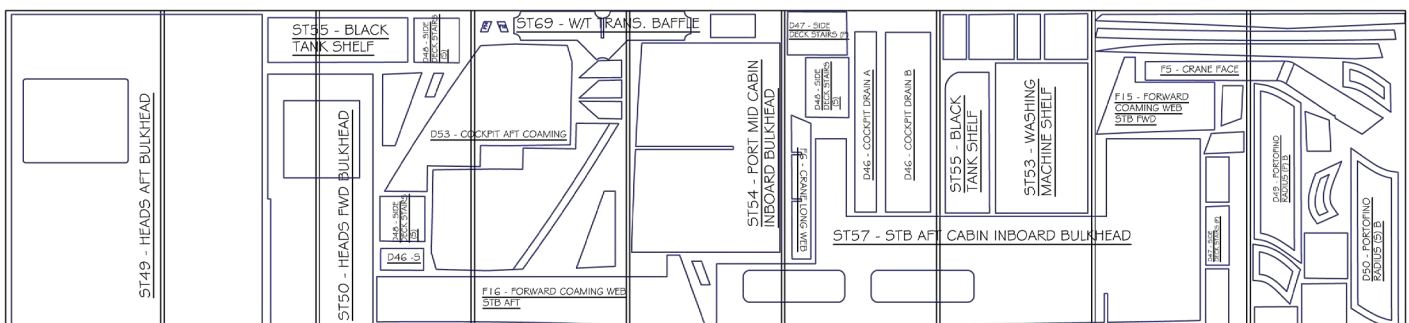 ST49 - HEADS AFT BULKHEAD
ST55 - BLACK
TANK SHELF
D48 - SIDE
DECK STAIRS
(S)
ST50 - HEADS FWD BULKHEAD
D48 - SIDE
DECK STAIRS
(S)
D46 -S
ST69 - W/T TRANS. BAFFLE
D53 - COCKPIT AFT COAMING
F16 - FORWARD COAMING WEB
STB AFT
ST54 - PORT MID CABIN
INBOARD BULKHEAD
D47 - SIDE
DECK STAIRS (P)
D48 - SIDE
DECK STAIRS
(S)
F6 - CRANE LONG WEB
D46 - COCKPIT DRAIN A
D46 - COCKPIT DRAIN B
ST55 - BLACK
TANK SHELF
ST53 - WASHING
MACHINE SHELF
ST57 - STB AFT CABIN INBOARD BULKHEAD
F5 - CRANE FACE
F15 - FORWARD
COAMING WEB
STB FWD
D47 - SIDE
DECK STAIRS (P)
D49 - PORTOFINO
RADIUS (P) B
D50 - PORTOFINO
RADIUS (S) B